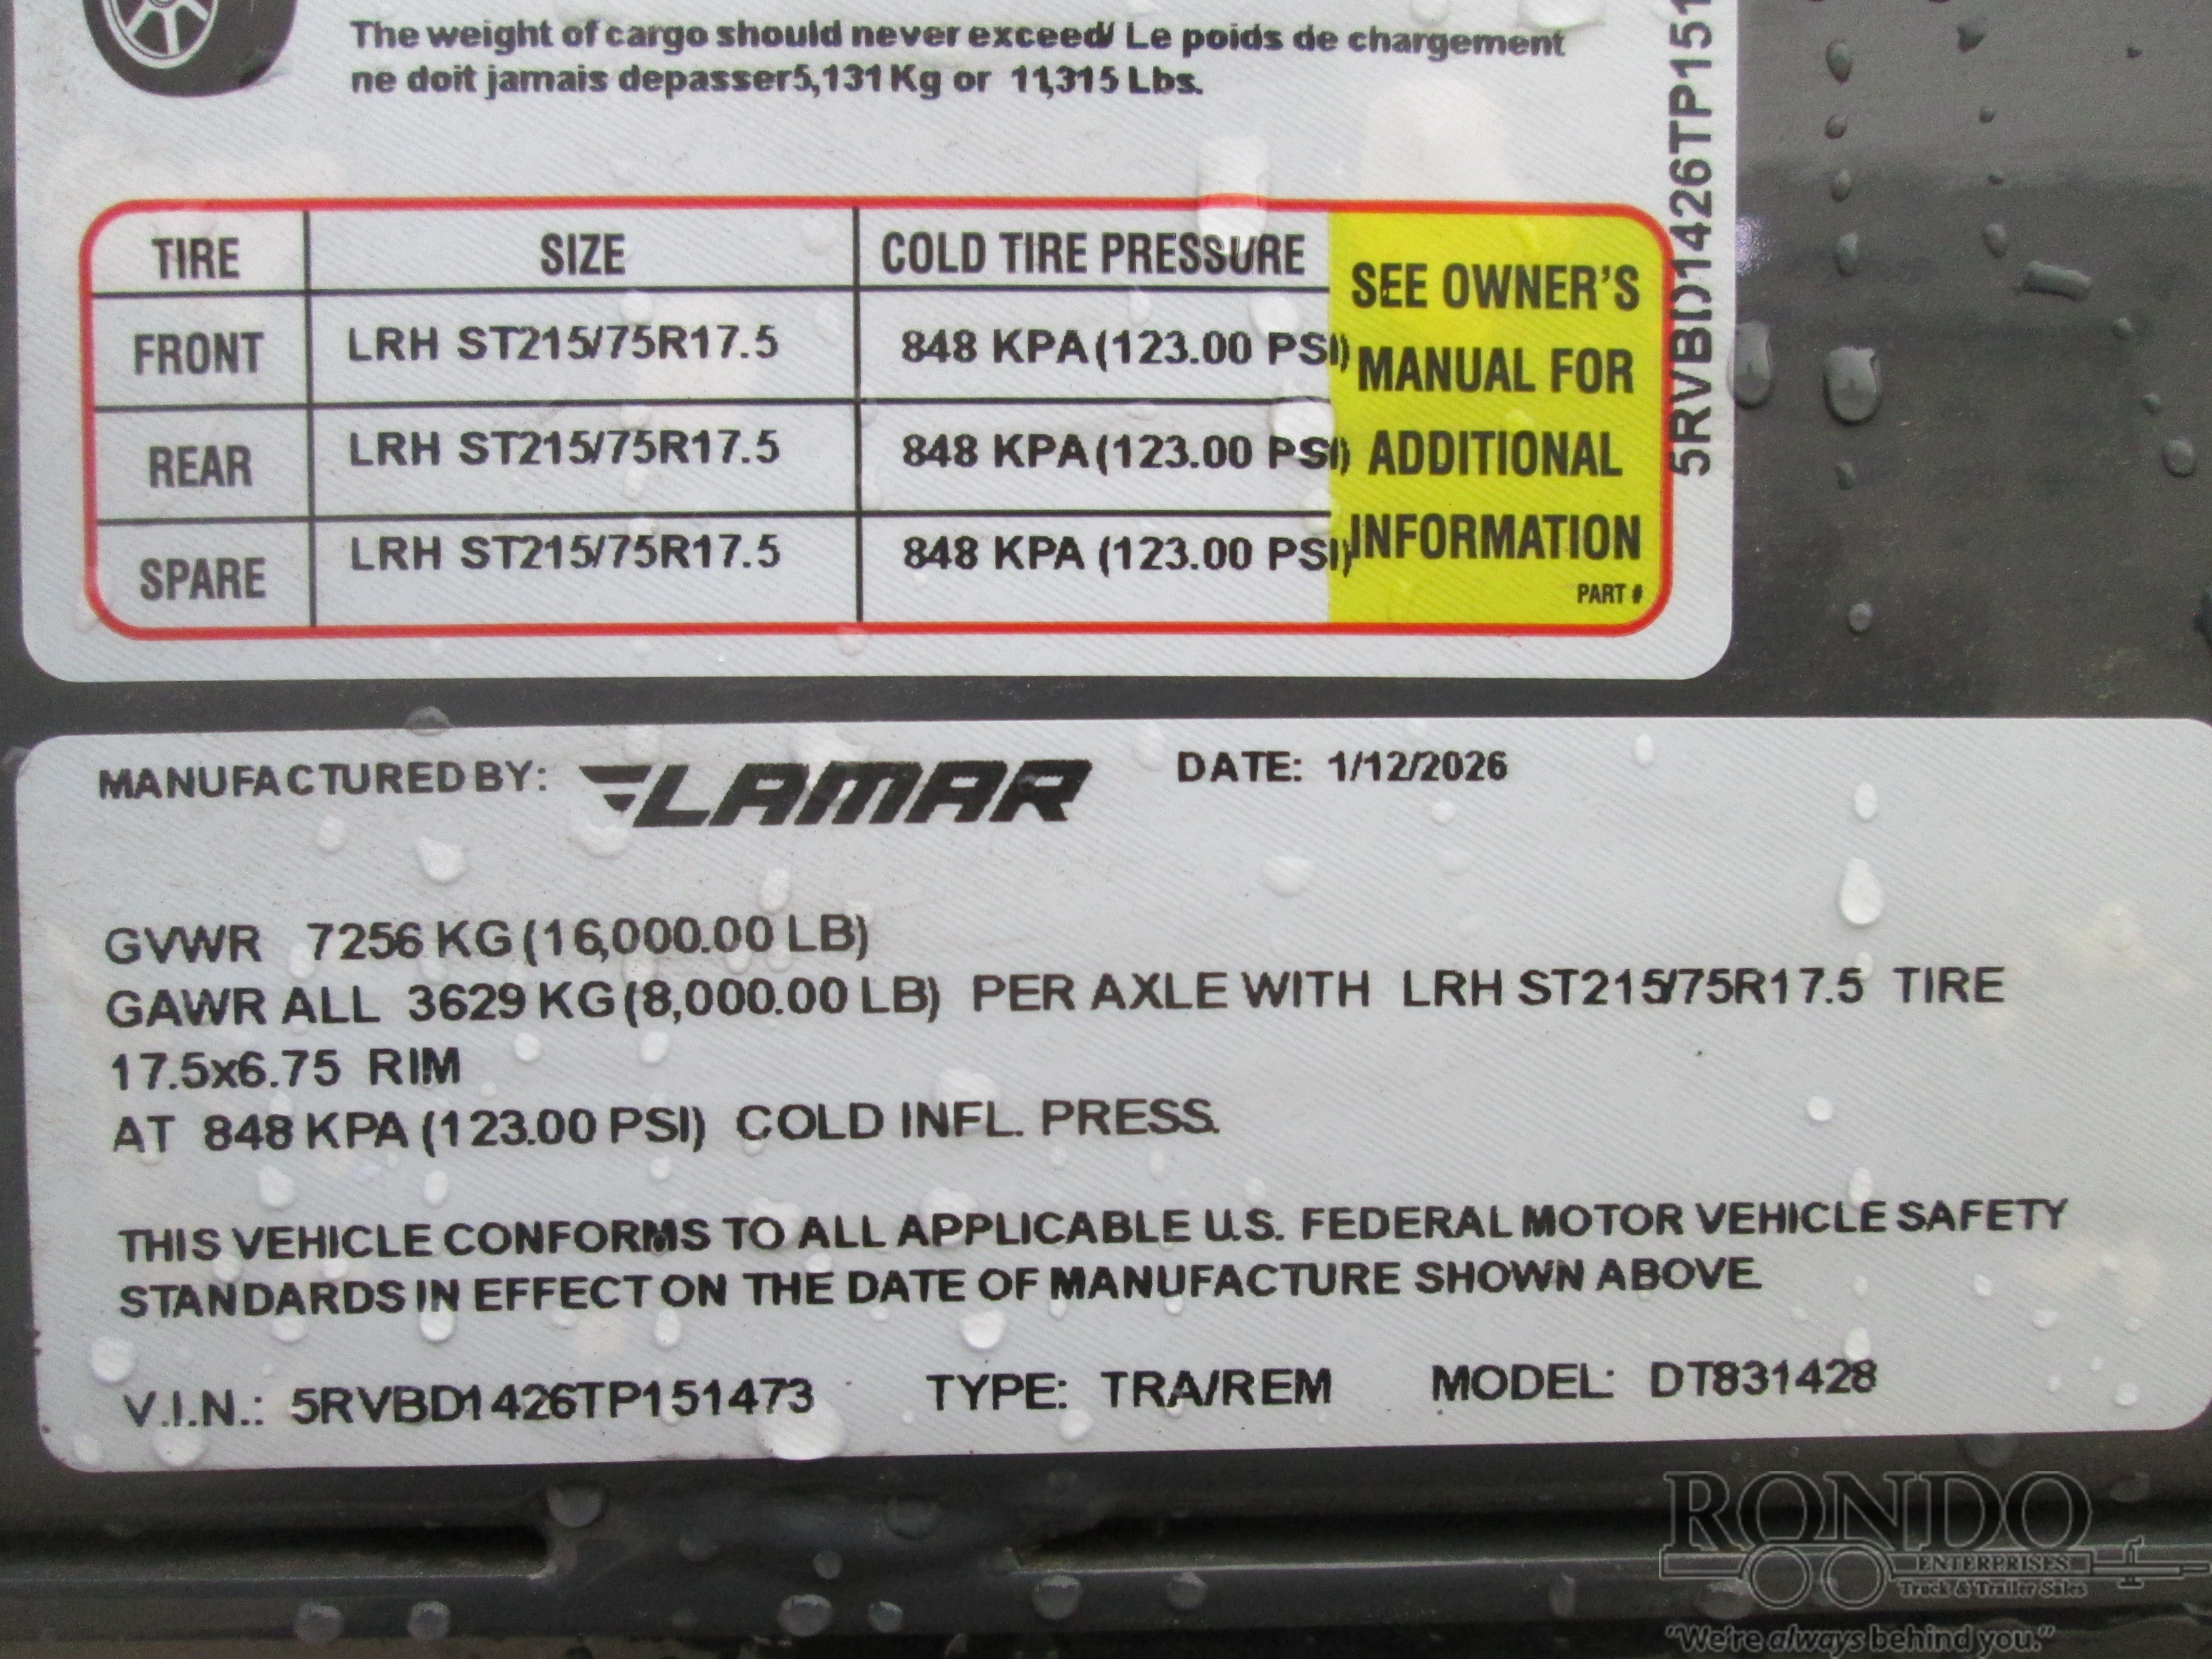 The weight of cargo should never exceed/ Le poids de chargement
ne doit jamais depasser5,131 Kg or 11,315 Lbs.
TIRE SIZE COLD TIRE PRESSURE
FRONT LRH ST215/75R17.5 848 KPA (123.00 PSI)
REAR LRH ST215/75R17.5 848 KPA (123.00 PSI)
SPARE LRH ST215/75R17.5 848 KPA (123.00 PSI)
SEE OWNER'S
MANUAL FOR
ADDITIONAL
INFORMATION
PART #
5RVBD1426TP151
MANUFACTURED BY: LAMAR DATE: 1/12/2026
GVWR 7256 KG (16,000.00 LB)
GAWR ALL 3629 KG (8,000.00 LB) PER AXLE WITH LRH ST215/75R17.5 TIRE
17.5x6.75 RIM
AT 848 KPA (123.00 PSI) COLD INFL. PRESS.
THIS VEHICLE CONFORMS TO ALL APPLICABLE U.S. FEDERAL MOTOR VEHICLE SAFETY
STANDARDS IN EFFECT ON THE DATE OF MANUFACTURE SHOWN ABOVE.
V.I.N.: 5RVBD1426TP151473 TYPE: TRA/REM MODEL: DT831428
RONDO
ENTERPRISES
Truck & Trailer Sales
"We're always behind you."